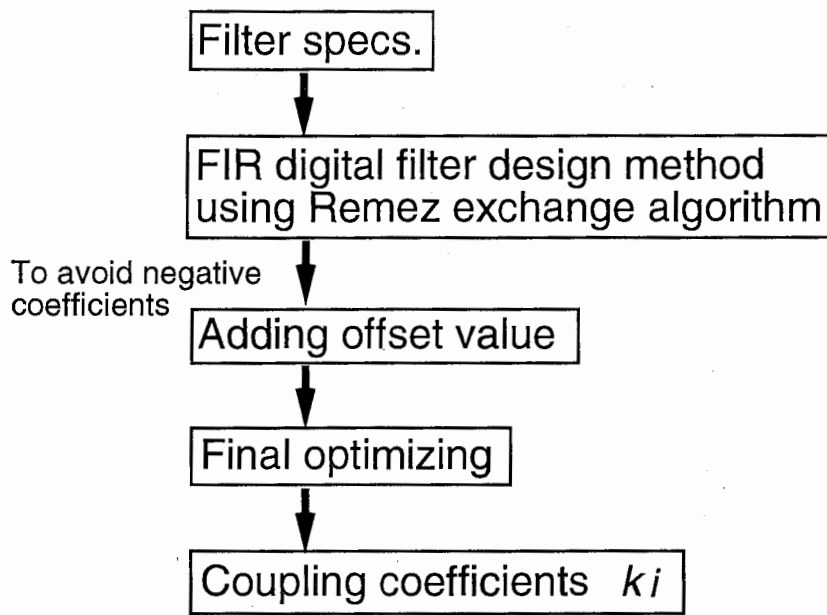 Filter specs.
FIR digital filter design method
using Remez exchange algorithm
To avoid negative
coefficients
Adding offset value
Final optimizing
Coupling coefficients ki